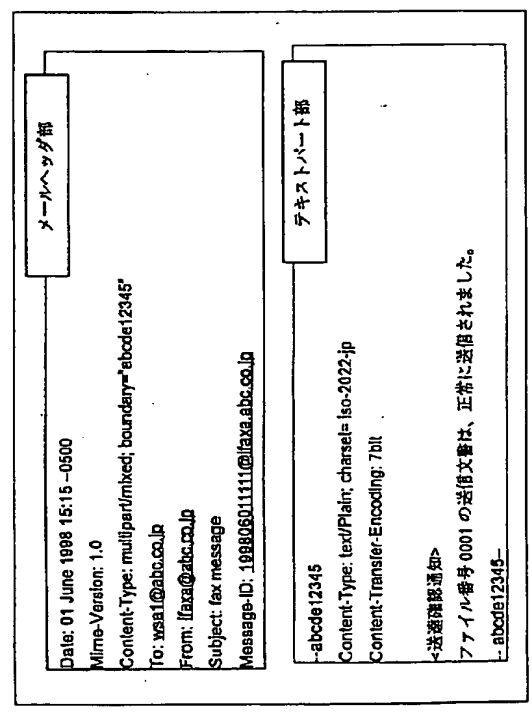 メールヘッダ部
Date: 01 June 1998 15:15 –0500
Mime-Version: 1.0
Content-Type: multipart/mixed; boundary="abcde12345"
To: wsa1@abc.co.jp
From: ifaxa@abc.co.jp
Subject: fax message
Message-ID: 199806011111@ifaxa.abc.co.jp
テキストパート部
--abcde12345
Content-Type: text/Plain; charset= iso-2022-jp
Content-Transfer-Encoding: 7bit
<送達確認通知>
ファイル番号 0001 の送信文書は、正常に送信されました。
-- abcde12345--